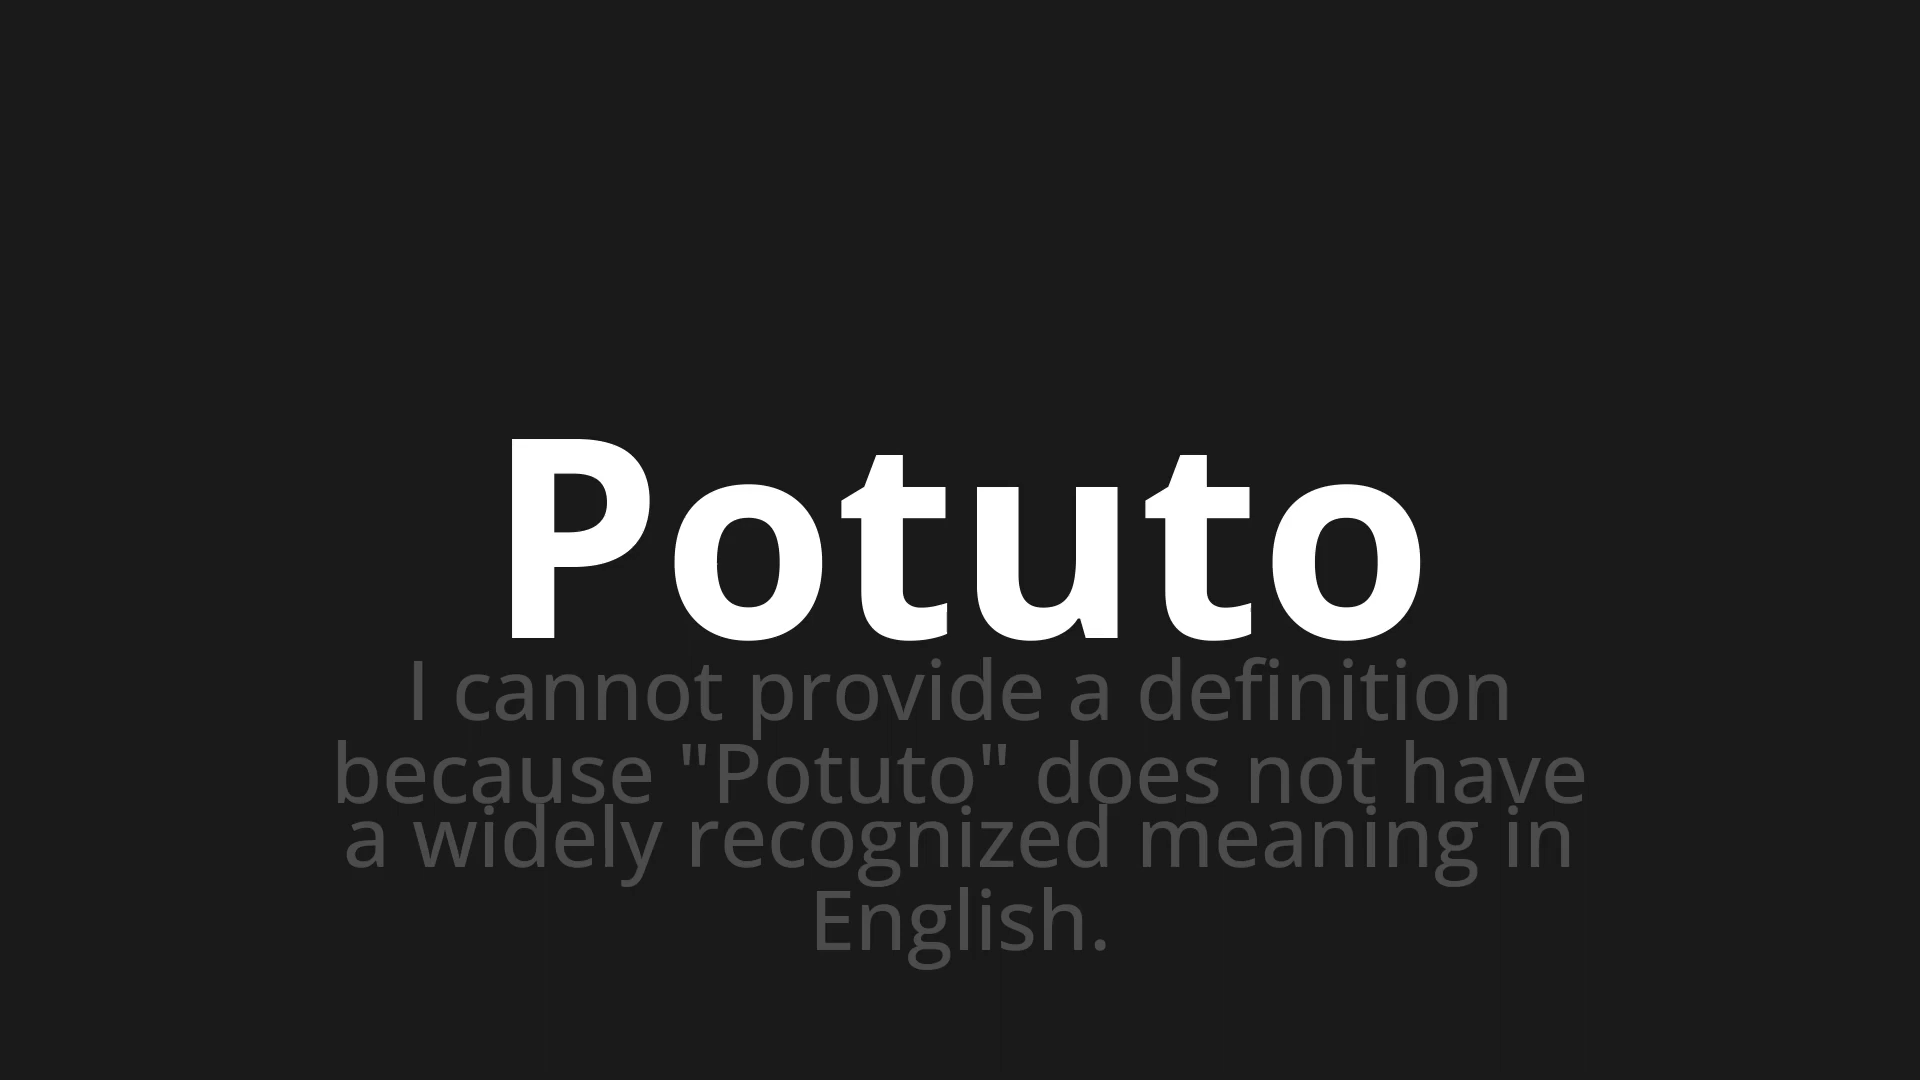 Potuto
I cannot provide a definition
because "Potuto" does not have
a widely recognized meaning in
English.